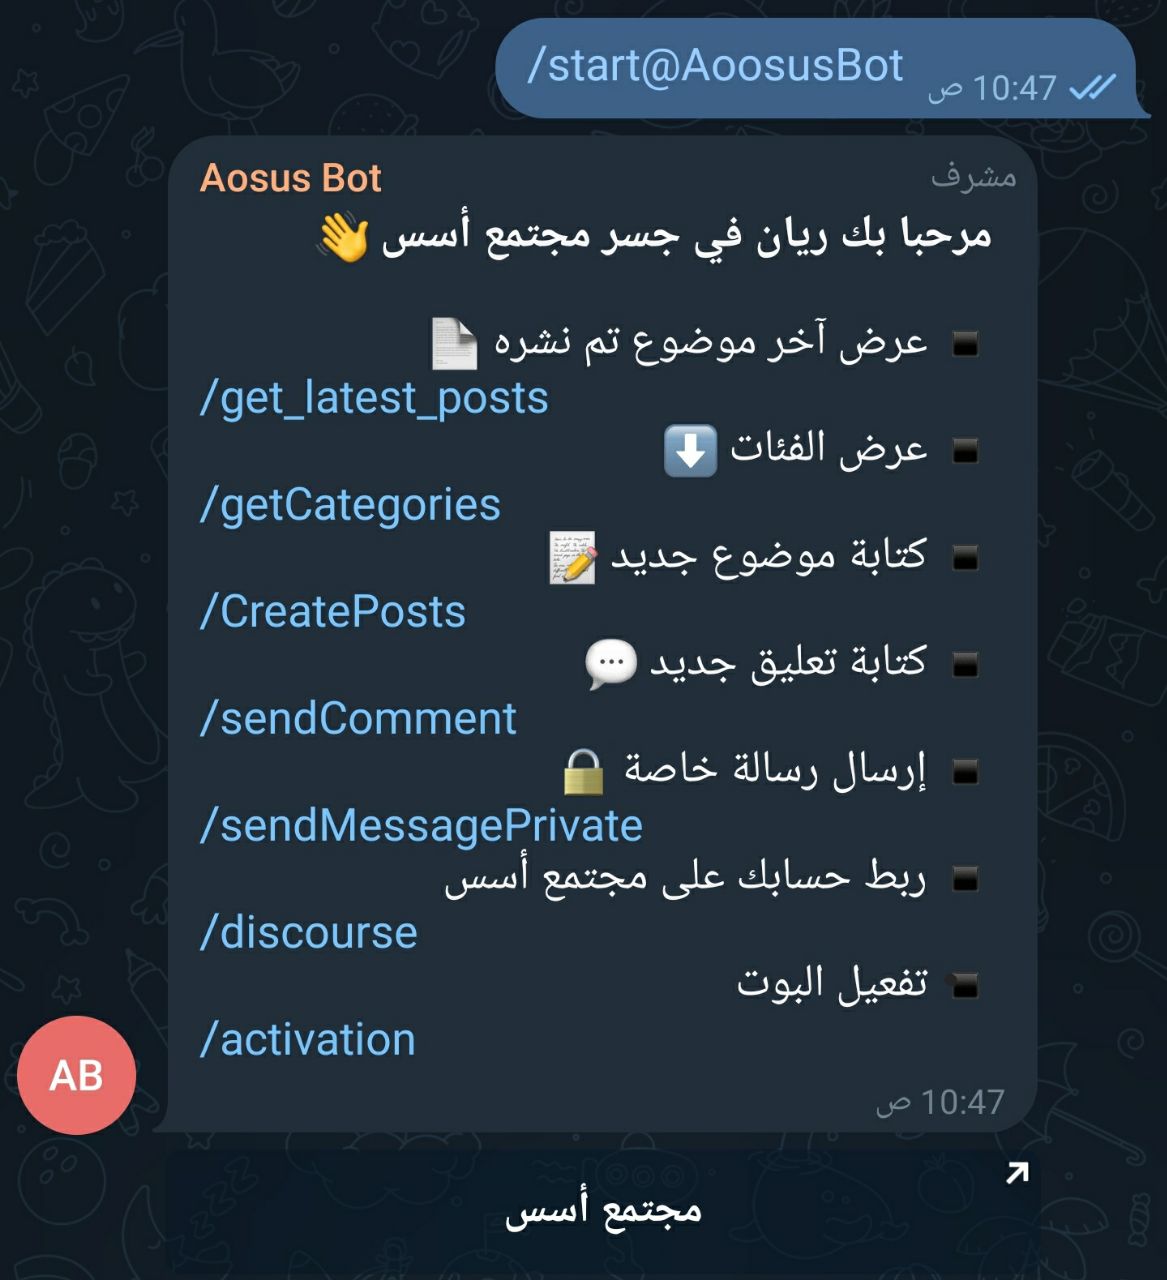 /start@AoosusBot
10:47 ص
Aosus Bot
مشرف
مرحبا بك ريان في جسر مجتمع أسس 👋
▪️ عرض آخر موضوع تم نشره 📄
/get_latest_posts
▪️ عرض الفئات ⬇️
/getCategories
▪️ كتابة موضوع جديد 📝
/CreatePosts
▪️ كتابة تعليق جديد 💬
/sendComment
▪️ إرسال رسالة خاصة 🔒
/sendMessagePrivate
▪️ ربط حسابك على مجتمع أسس
/discourse
▪️ تفعيل البوت
/activation
AB
10:47 ص
مجتمع أسس